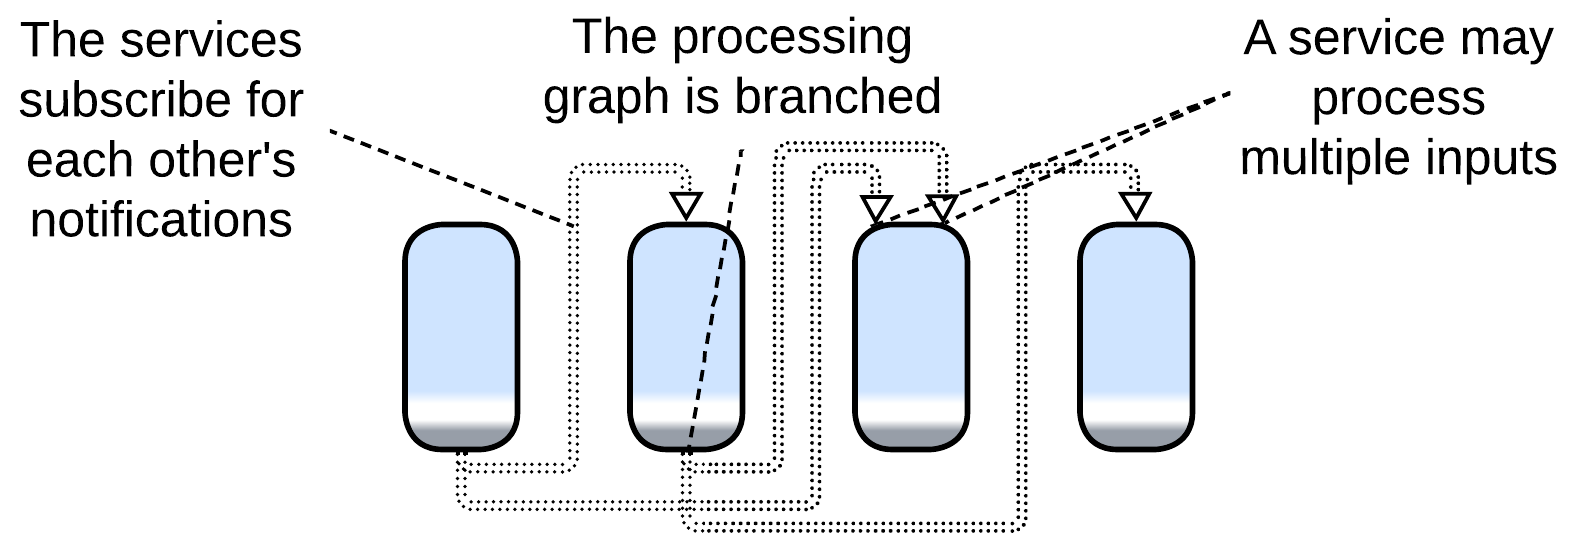 The services
subscribe for
each other's
notifications
The processing
graph is branched
A service may
process
multiple inputs